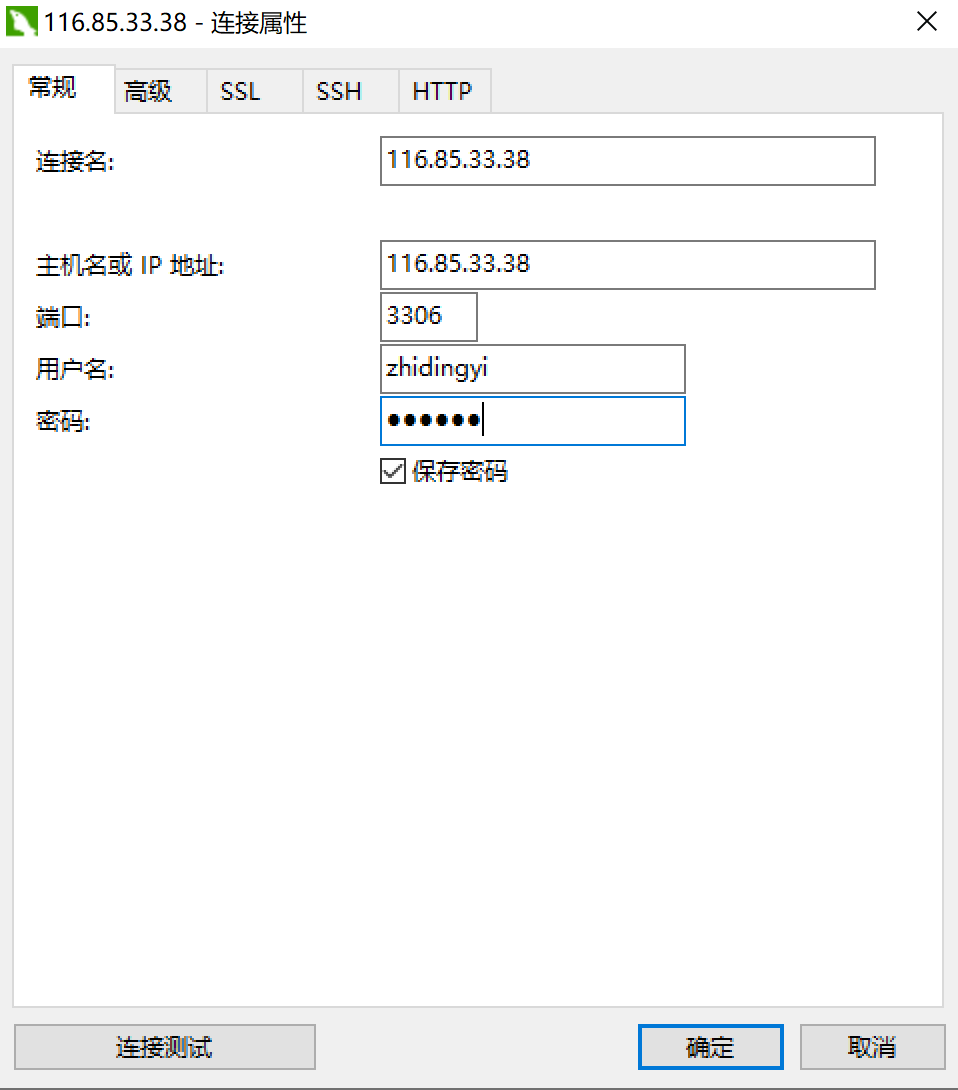 116.85.33.38 - 连接属性
常规 高级 SSL SSH HTTP
连接名: 116.85.33.38
主机名或 IP 地址: 116.85.33.38
端口: 3306
用户名: zhidingyi
密码: ●●●●●●
保存密码
连接测试 确定 取消